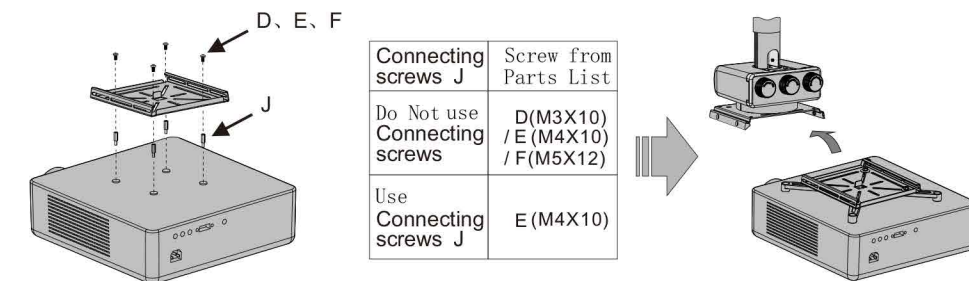 D、E、F
J
Connecting screws J
Screw from Parts List
Do Not use Connecting screws
D(M3X10)
/ E(M4X10)
/ F(M5X12)
Use Connecting screws J
E(M4X10)